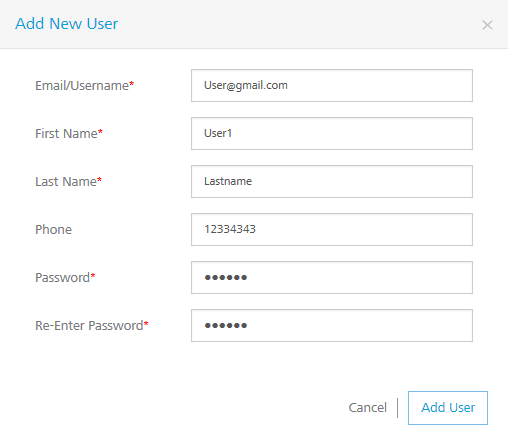 Add New User ×
Email/Username* User@gmail.com
First Name* User1
Last Name* Lastname
Phone 12334343
Password* ●●●●●●
Re-Enter Password* ●●●●●●
Cancel Add User